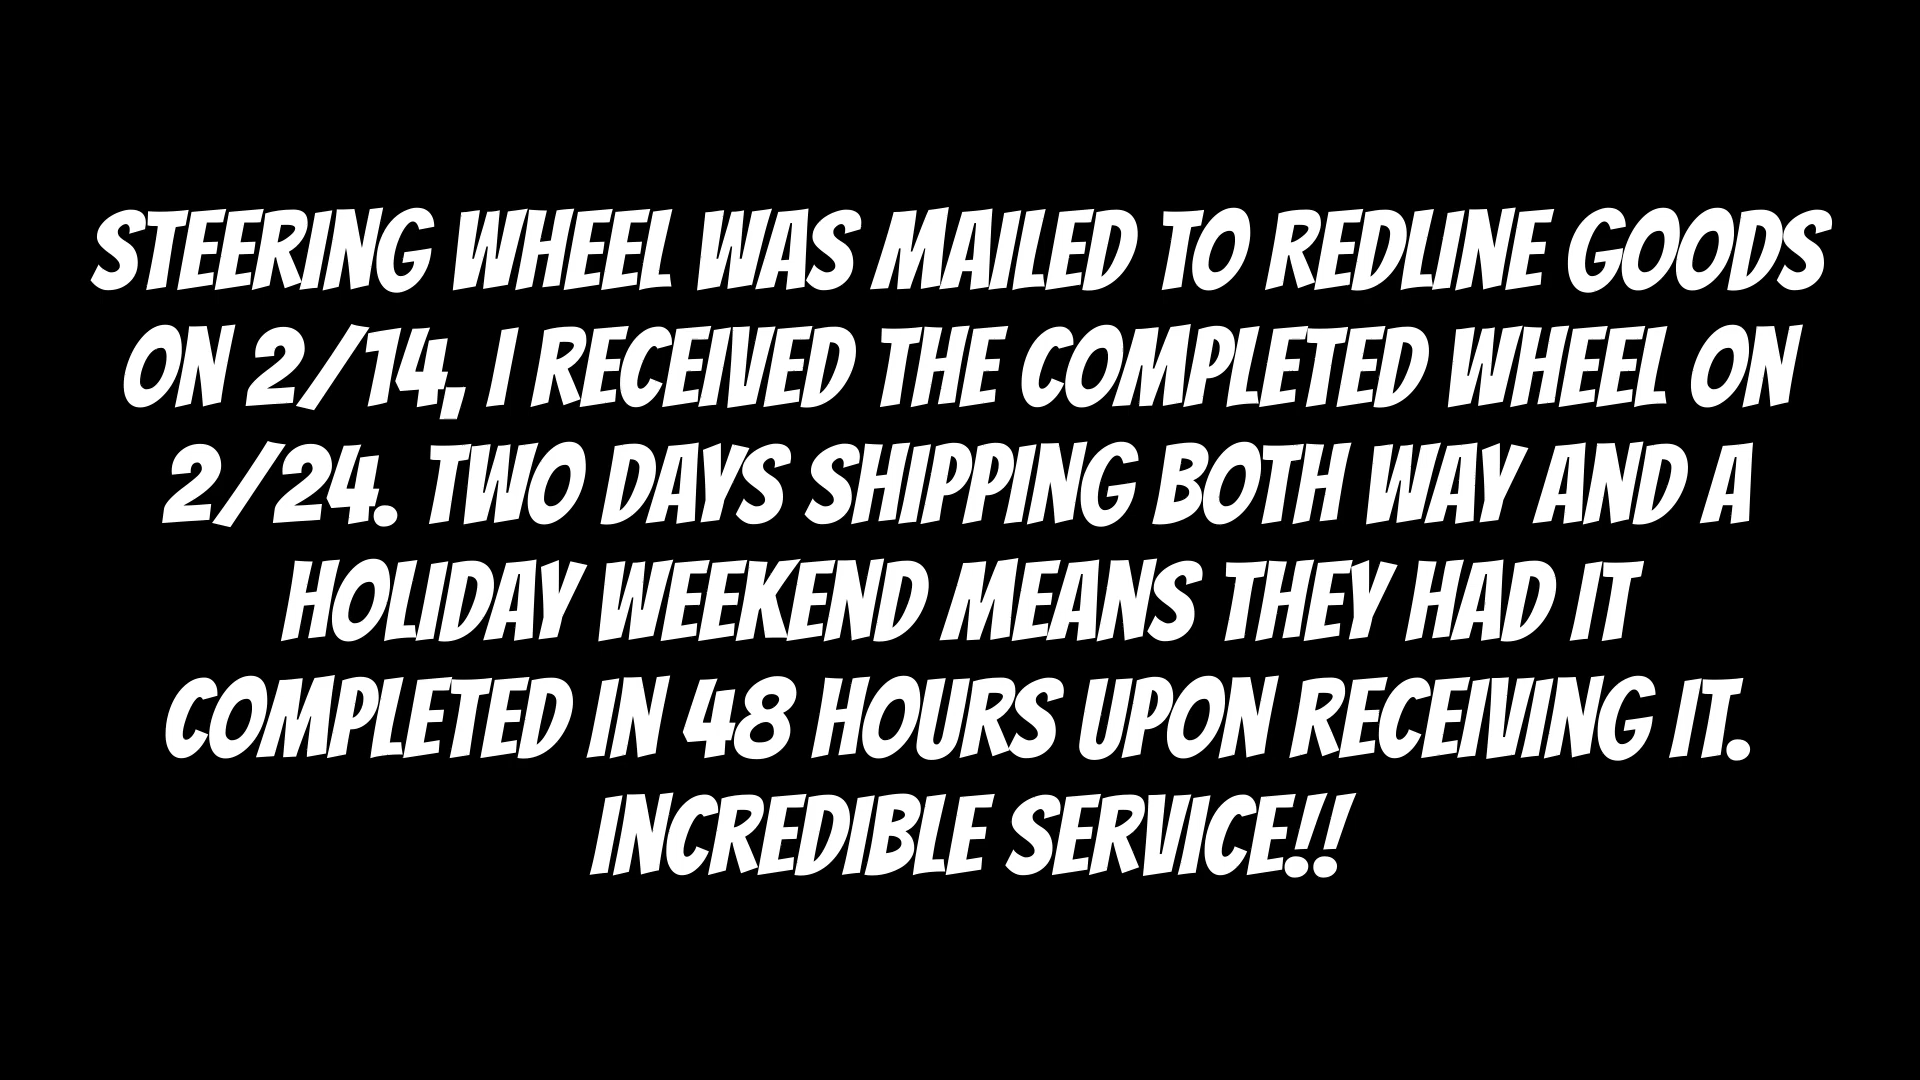 STEERING WHEEL WAS MAILED TO REDLINE GOODS
ON 2/14, I RECEIVED THE COMPLETED WHEEL ON
2/24. TWO DAYS SHIPPING BOTH WAY AND A
HOLIDAY WEEKEND MEANS THEY HAD IT
COMPLETED IN 48 HOURS UPON RECEIVING IT.
INCREDIBLE SERVICE!!